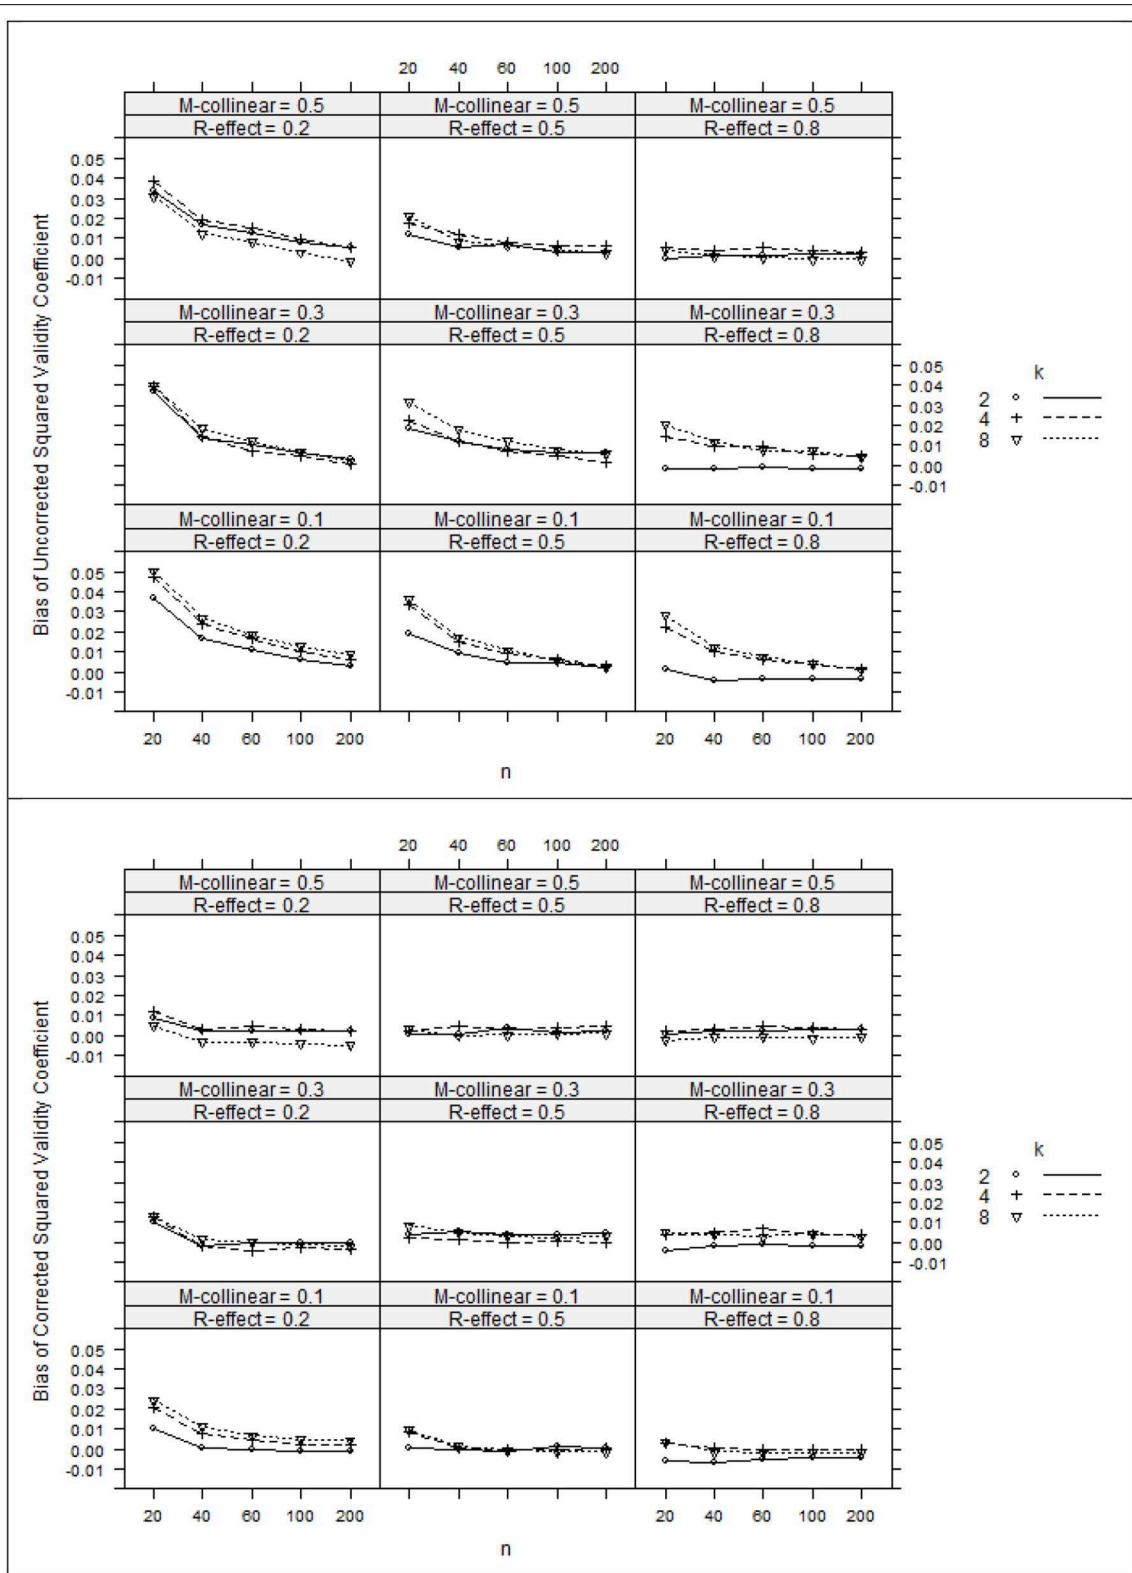 20 40 60 100 200
M-collinear = 0.5 M-collinear = 0.5 M-collinear = 0.5
R-effect = 0.2 R-effect = 0.5 R-effect = 0.8
0.05
0.04
0.03
0.02
0.01
0.00
-0.01
M-collinear = 0.3 M-collinear = 0.3 M-collinear = 0.3
R-effect = 0.2 R-effect = 0.5 R-effect = 0.8
0.05
0.04
0.03
0.02
0.01
0.00
-0.01
M-collinear = 0.1 M-collinear = 0.1 M-collinear = 0.1
R-effect = 0.2 R-effect = 0.5 R-effect = 0.8
0.05
0.04
0.03
0.02
0.01
0.00
-0.01
20 40 60 100 200 20 40 60 100 200
n
Bias of Uncorrected Squared Validity Coefficient
k
2
4
8
20 40 60 100 200
M-collinear = 0.5 M-collinear = 0.5 M-collinear = 0.5
R-effect = 0.2 R-effect = 0.5 R-effect = 0.8
0.05
0.04
0.03
0.02
0.01
0.00
-0.01
M-collinear = 0.3 M-collinear = 0.3 M-collinear = 0.3
R-effect = 0.2 R-effect = 0.5 R-effect = 0.8
0.05
0.04
0.03
0.02
0.01
0.00
-0.01
M-collinear = 0.1 M-collinear = 0.1 M-collinear = 0.1
R-effect = 0.2 R-effect = 0.5 R-effect = 0.8
0.05
0.04
0.03
0.02
0.01
0.00
-0.01
20 40 60 100 200 20 40 60 100 200
n
Bias of Corrected Squared Validity Coefficient
k
2
4
8